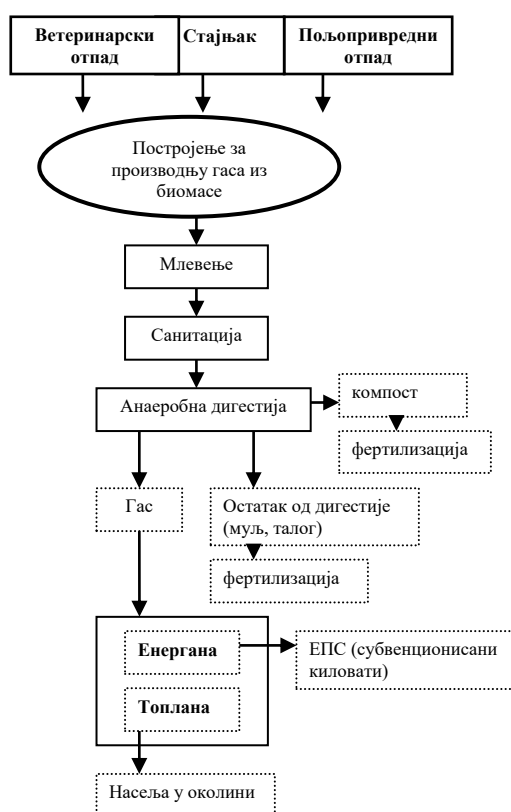 Ветеринарски
отпад
Стајњак
Пољопривредни
отпад
Постројење за
производњу гаса из
биомасе
Млевење
Санитација
Анаеробна дигестија
компост
фертилизација
Гас
Остатак од дигестије
(муљ, талог)
фертилизација
Енергана
ЕПС (субвенционисани
киловати)
Топлана
Насеља у околини